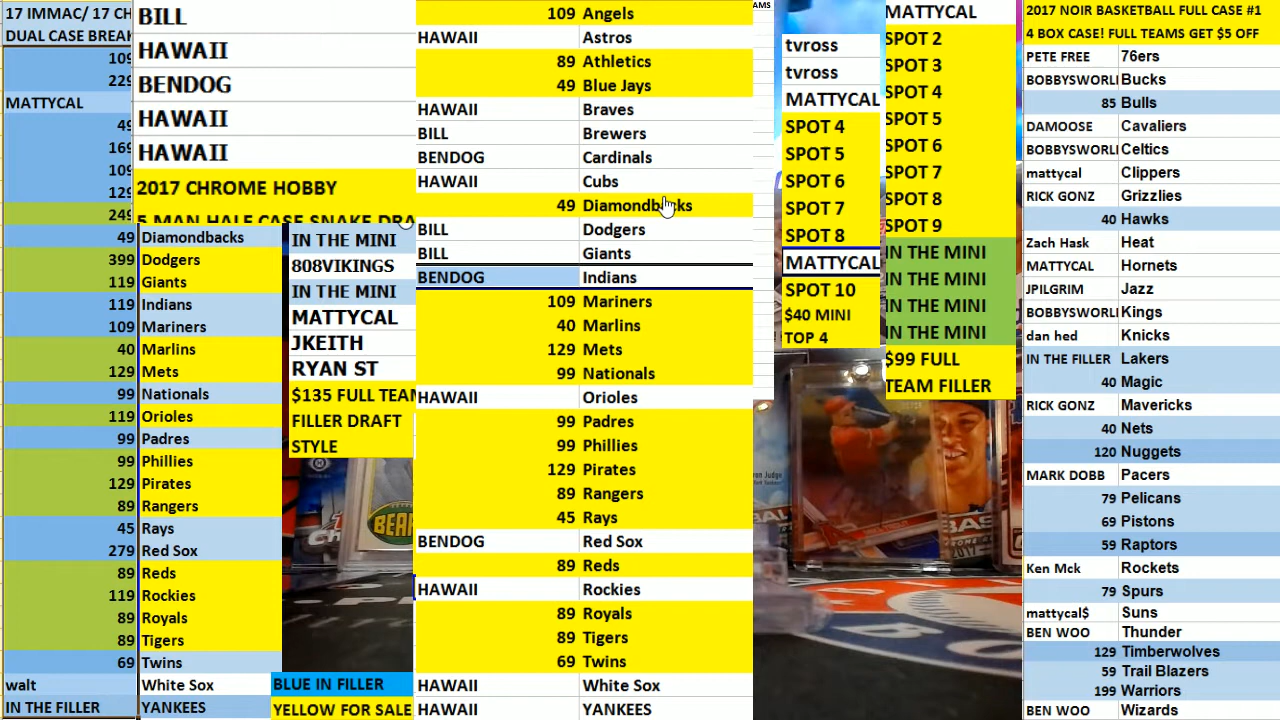 17 IMMAC/ 17 CH
DUAL CASE BREAK
109
229
MATTYCAL
49
169
109
129
249
49 Diamondbacks
399 Dodgers
119 Giants
119 Indians
109 Mariners
40 Marlins
129 Mets
99 Nationals
119 Orioles
99 Padres
99 Phillies
129 Pirates
89 Rangers
45 Rays
279 Red Sox
89 Reds
119 Rockies
89 Royals
89 Tigers
69 Twins
walt White Sox
IN THE FILLER YANKEES
BILL
HAWAII
BENDOG
HAWAII
HAWAII
2017 CHROME HOBBY
5 MAN HALF CASE SNAKE DRA
IN THE MINI
808VIKINGS
IN THE MINI
MATTYCAL
JKEITH
RYAN ST
$135 FULL TEAM
FILLER DRAFT
STYLE
BLUE IN FILLER
YELLOW FOR SALE
109 Angels
HAWAII Astros
89 Athletics
49 Blue Jays
HAWAII Braves
BILL Brewers
BENDOG Cardinals
HAWAII Cubs
49 Diamondbacks
BILL Dodgers
BILL Giants
BENDOG Indians
109 Mariners
40 Marlins
129 Mets
99 Nationals
HAWAII Orioles
99 Padres
99 Phillies
129 Pirates
89 Rangers
45 Rays
BENDOG Red Sox
89 Reds
HAWAII Rockies
89 Royals
89 Tigers
69 Twins
HAWAII White Sox
HAWAII YANKEES
AMS
tvross
tvross
MATTYCAL
SPOT 4
SPOT 5
SPOT 6
SPOT 7
SPOT 8
MATTYCAL
SPOT 10
$40 MINI
TOP 4
MATTYCAL
SPOT 2
SPOT 3
SPOT 4
SPOT 5
SPOT 6
SPOT 7
SPOT 8
SPOT 9
IN THE MINI
IN THE MINI
IN THE MINI
IN THE MINI
$99 FULL
TEAM FILLER
2017 NOIR BASKETBALL FULL CASE #1
4 BOX CASE! FULL TEAMS GET $5 OFF
PETE FREE 76ers
BOBBYSWORL Bucks
85 Bulls
DAMOOSE Cavaliers
BOBBYSWORL Celtics
mattycal Clippers
RICK GONZ Grizzlies
40 Hawks
Zach Hask Heat
MATTYCAL Hornets
JPILGRIM Jazz
BOBBYSWORL Kings
dan hed Knicks
IN THE FILLER Lakers
40 Magic
RICK GONZ Mavericks
40 Nets
120 Nuggets
MARK DOBB Pacers
79 Pelicans
69 Pistons
59 Raptors
Ken Mck Rockets
79 Spurs
mattycal$ Suns
BEN WOO Thunder
129 Timberwolves
59 Trail Blazers
199 Warriors
BEN WOO Wizards